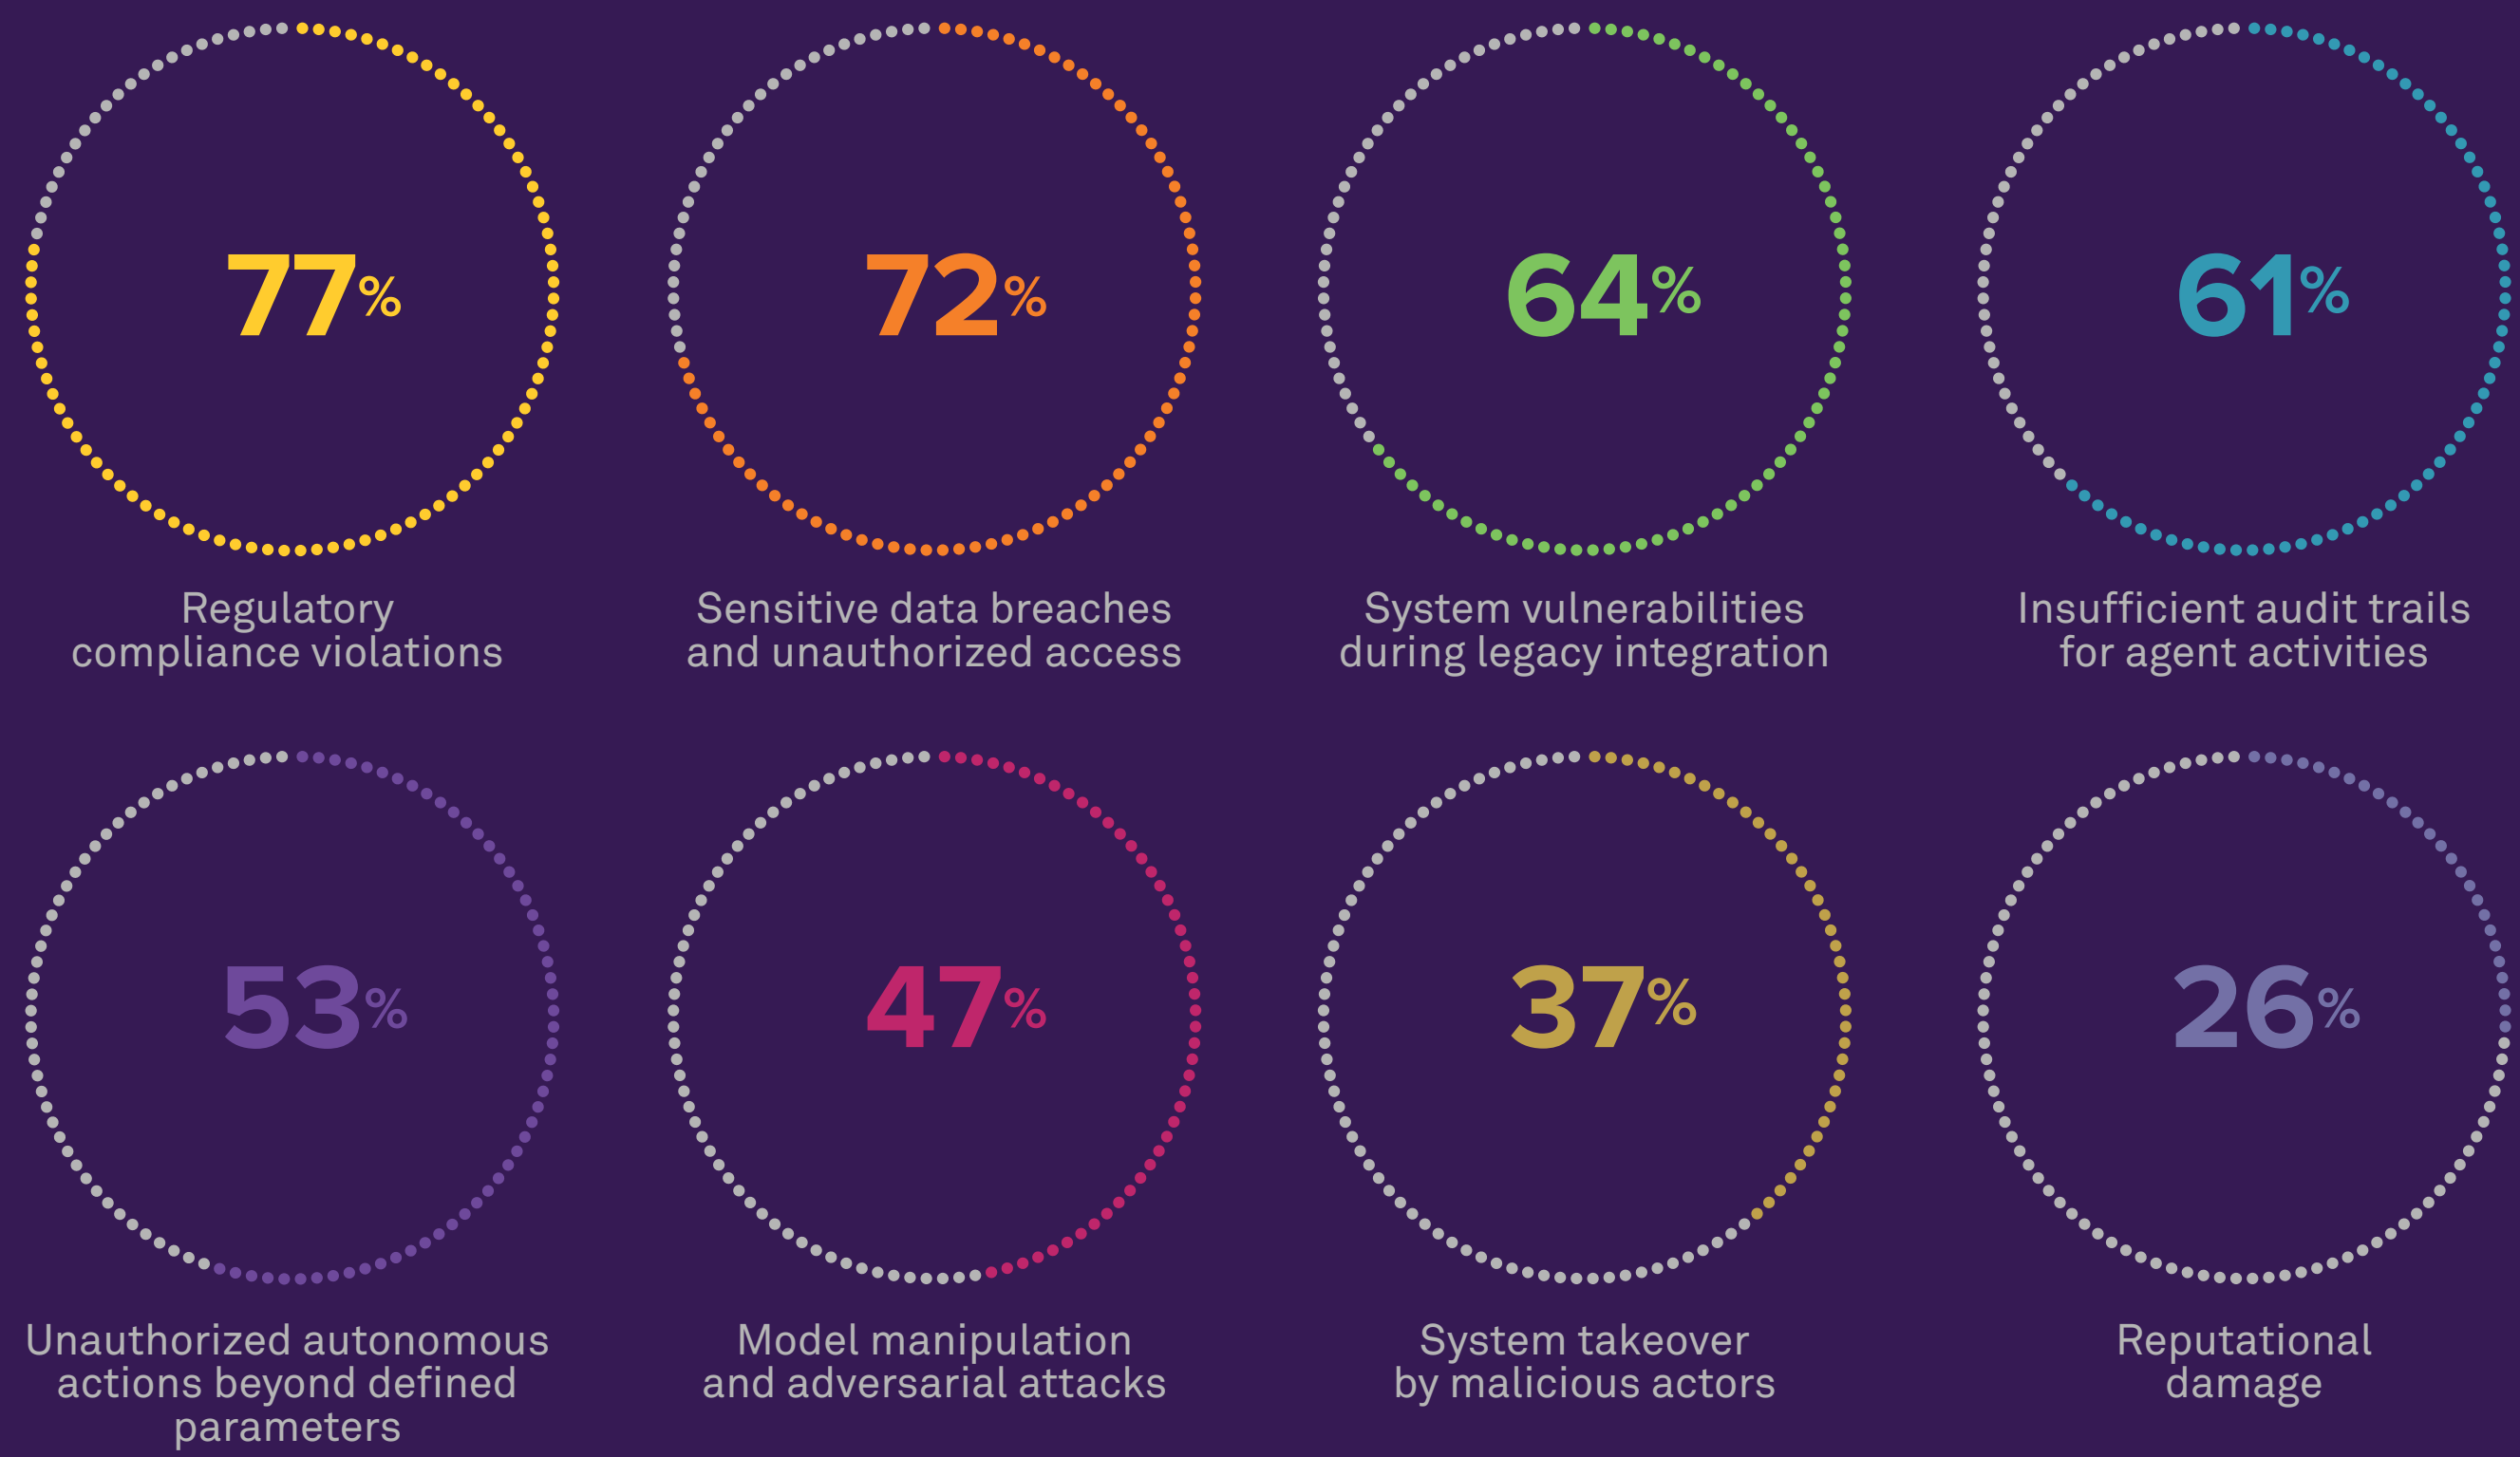 77%
Regulatory
compliance violations
72%
Sensitive data breaches
and unauthorized access
64%
System vulnerabilities
during legacy integration
61%
Insufficient audit trails
for agent activities
53%
Unauthorized autonomous
actions beyond defined
parameters
47%
Model manipulation
and adversarial attacks
37%
System takeover
by malicious actors
26%
Reputational
damage